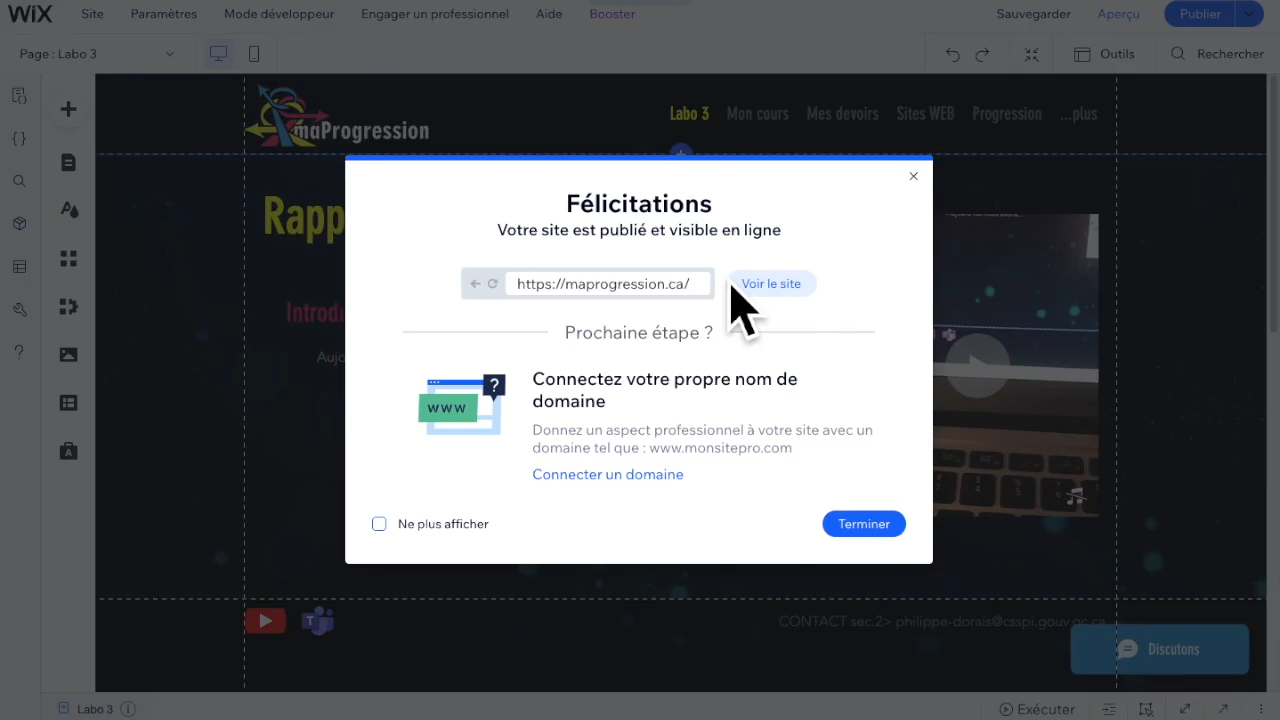 WiX Site Paramètres Mode développeur Engager un professionnel Aide Booster Sauvegarder Aperçu Publier
Page : Labo 3 Outils Rechercher
maProgression Labo 3 Mon cours Mes devoirs Sites WEB Progression ...plus
Félicitations
Votre site est publié et visible en ligne
https://maprogression.ca/ Voir le site
Prochaine étape ?
Rapp
Introdu
Aujo
?
www
Connectez votre propre nom de
domaine
Donnez un aspect professionnel à votre site avec un
domaine tel que : www.monsitepro.com
Connecter un domaine
Ne plus afficher Terminer
CONTACT sec.2> philippe-dorais@csspi.gouv.qc.ca
Discutons
Labo 3 Exécuter